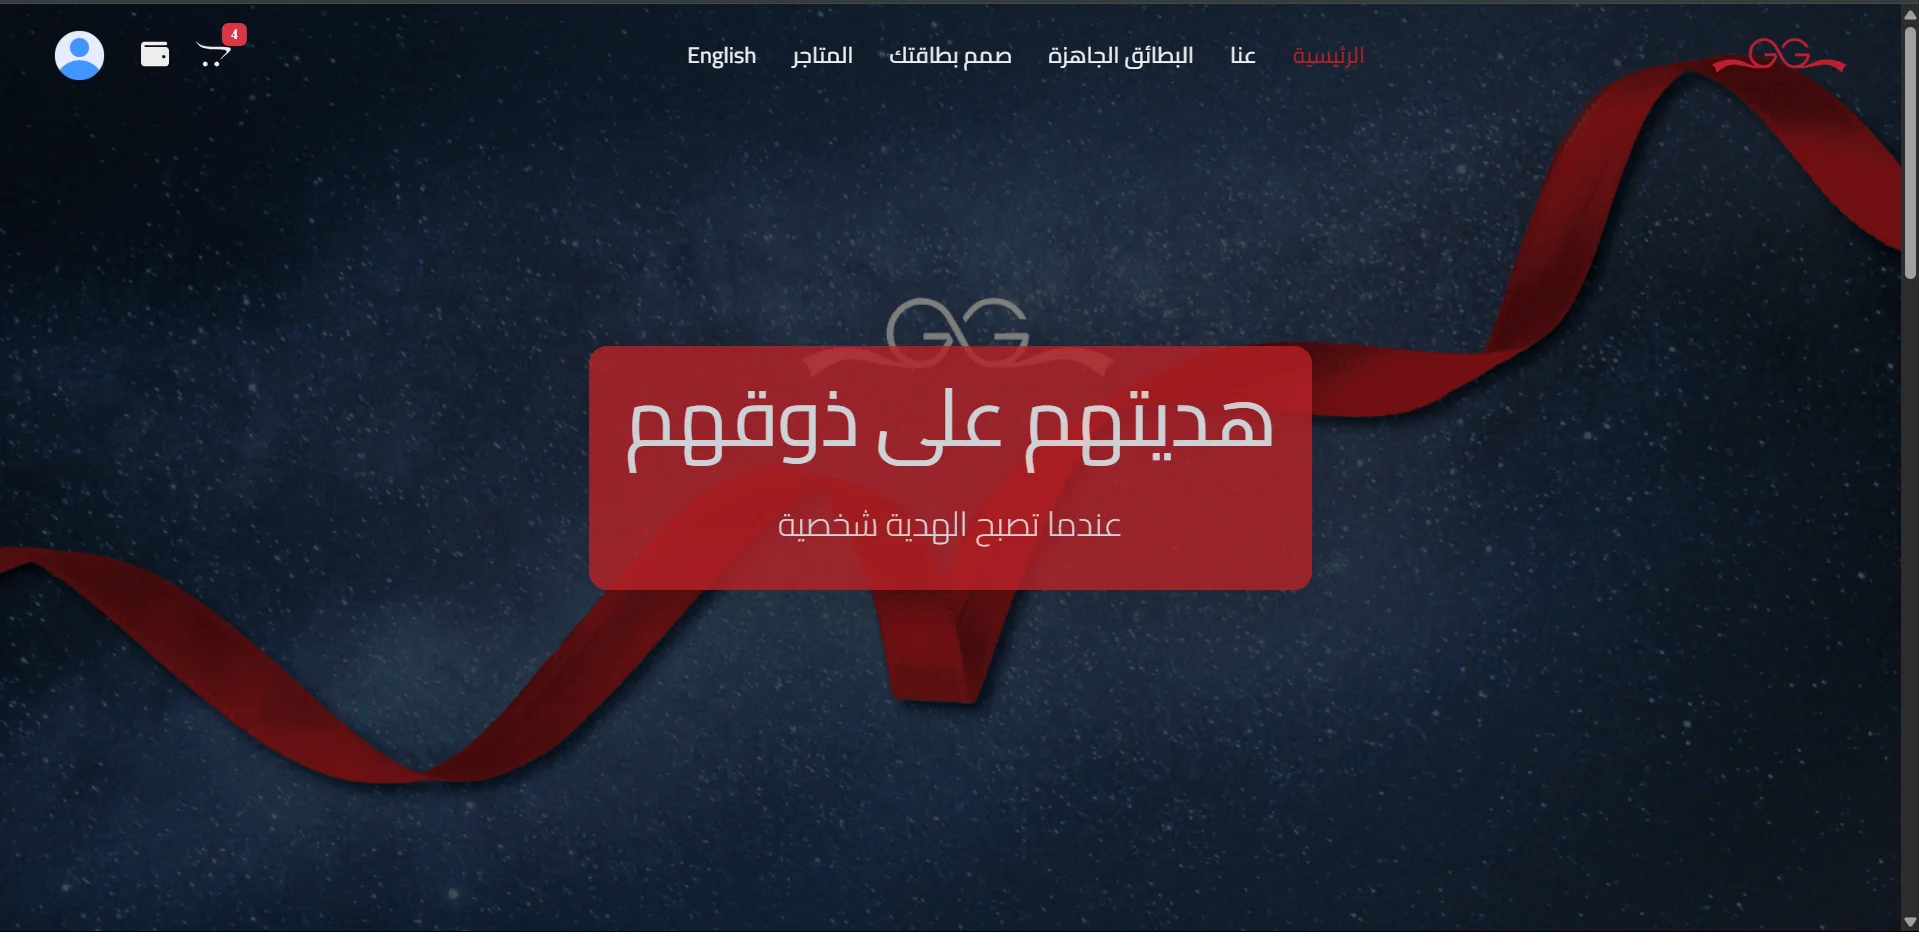 الرئيسية
عنا
البطائق الجاهزة
صمم بطاقتك
المتاجر
English
4
GG
GG
هديتهم على ذوقهم
عندما تصبح الهدية شخصية